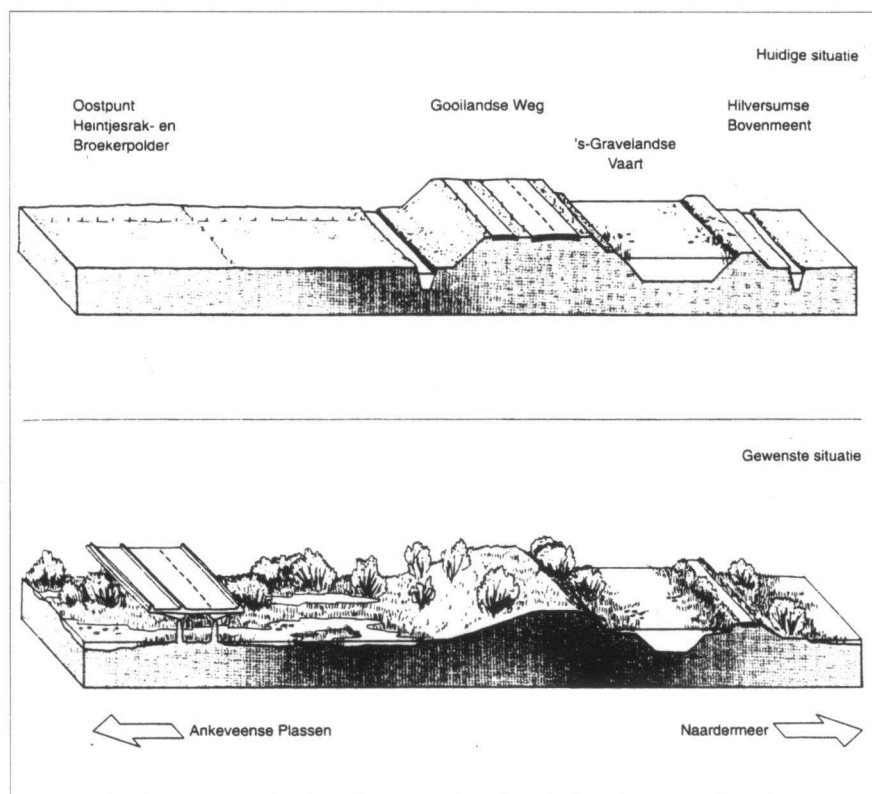 Huidige situatie
Oostpunt
Heintjesrak- en
Broekerpolder
Gooilandse Weg
's-Gravelandse
Vaart
Hilversumse
Bovenmeent
Gewenste situatie
Ankeveense Plassen
Naardermeer